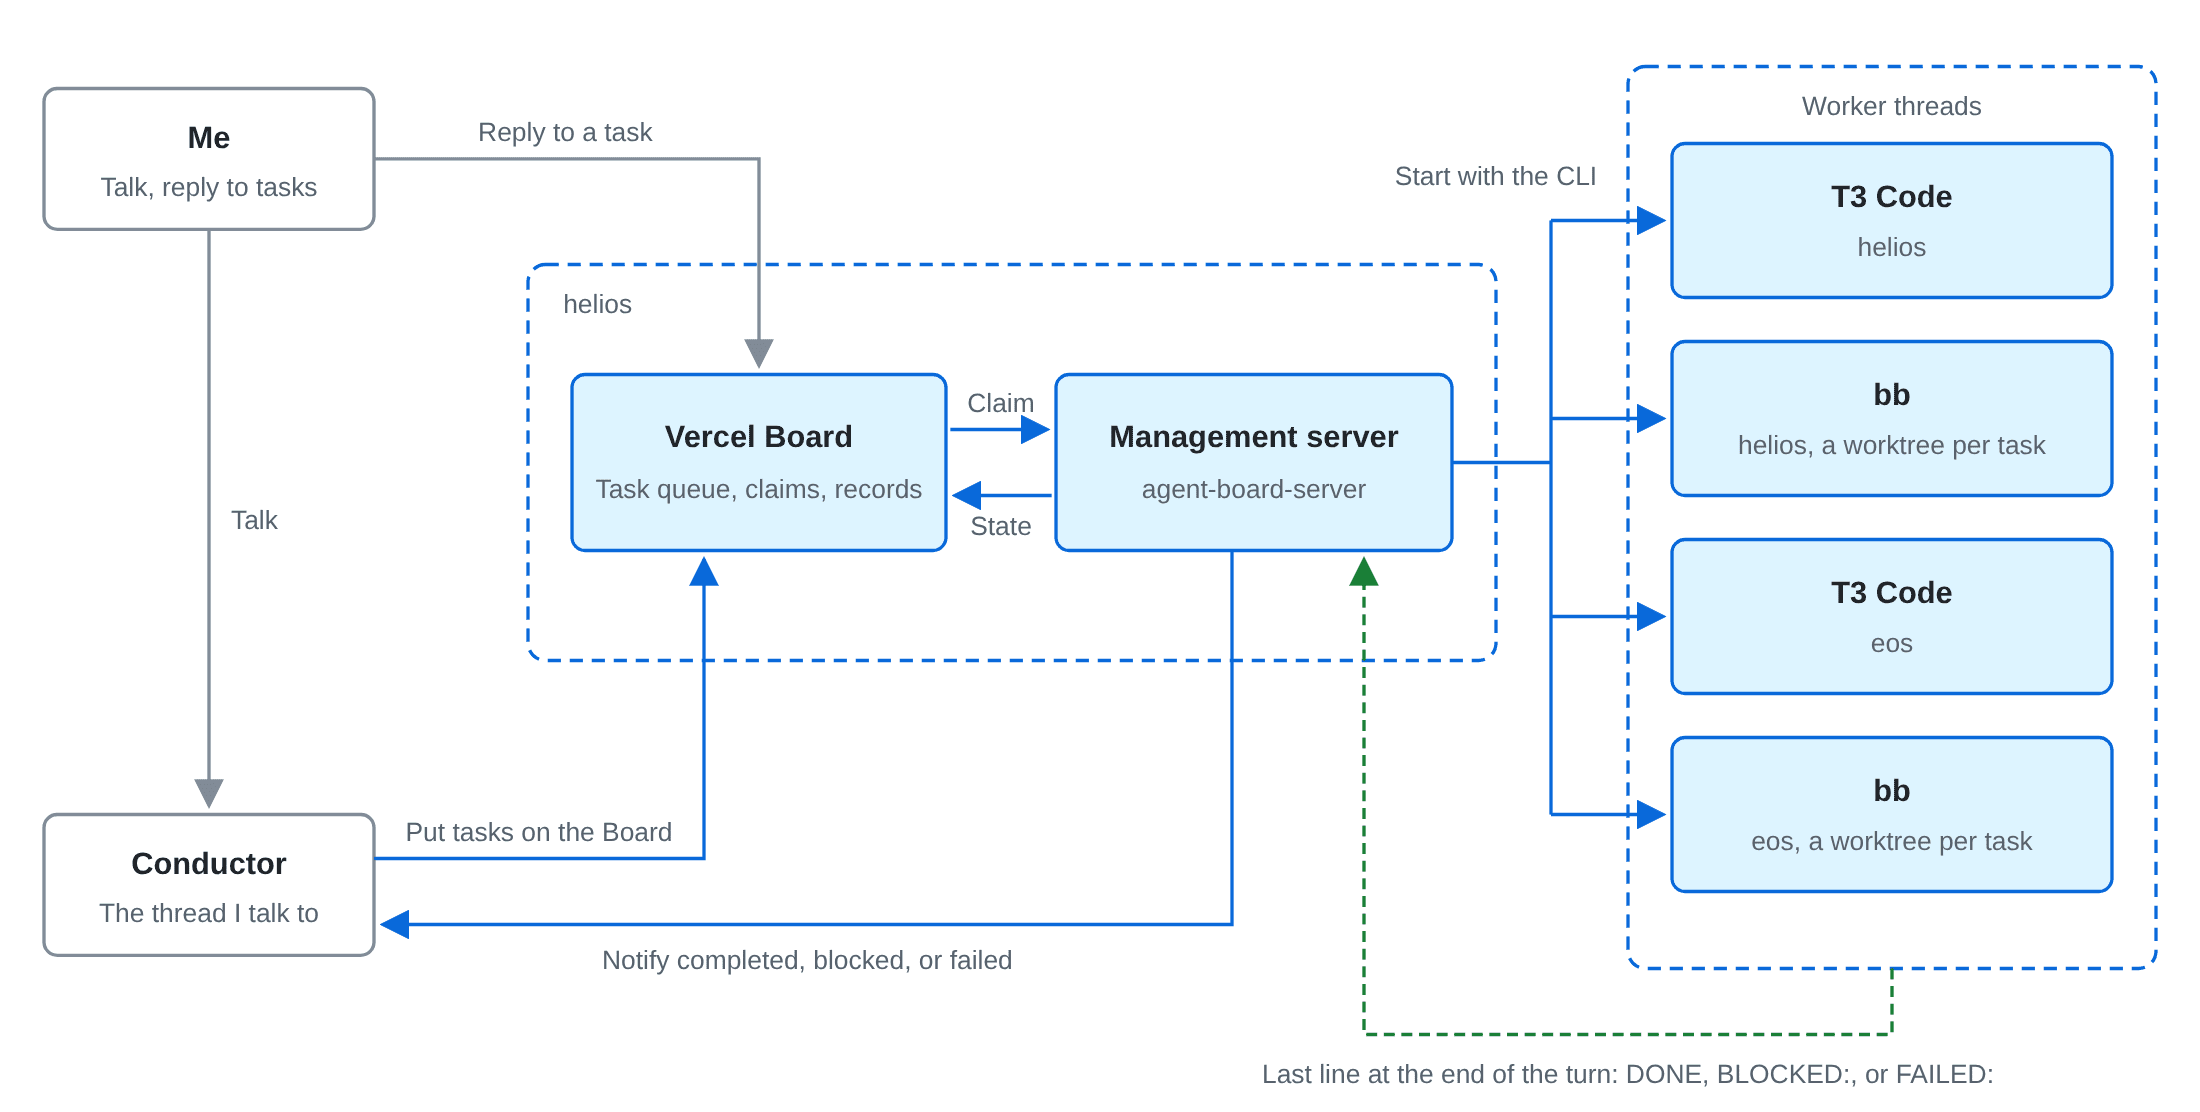 Me
Talk, reply to tasks
Reply to a task
Talk
Conductor
The thread I talk to
Put tasks on the Board
Notify completed, blocked, or failed
helios
Vercel Board
Task queue, claims, records
Claim
State
Management server
agent-board-server
Start with the CLI
Worker threads
T3 Code
helios
bb
helios, a worktree per task
T3 Code
eos
bb
eos, a worktree per task
Last line at the end of the turn: DONE, BLOCKED:, or FAILED: